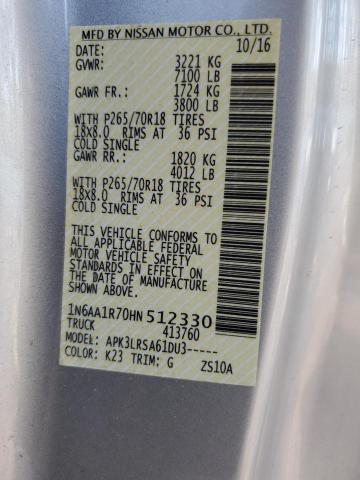 MFD BY NISSAN MOTOR CO., LTD.
DATE: 10/16
GVWR: 3221 KG
7100 LB
GAWR FR.: 1724 KG
3800 LB
WITH P265/70R18 TIRES
18X8.0 RIMS AT 36 PSI
COLD SINGLE
GAWR RR.: 1820 KG
4012 LB
WITH P265/70R18 TIRES
18X8.0 RIMS AT 36 PSI
COLD SINGLE
THIS VEHICLE CONFORMS TO
ALL APPLICABLE FEDERAL
MOTOR VEHICLE SAFETY
STANDARDS IN EFFECT ON
THE DATE OF MANUFACTURE
SHOWN ABOVE.
1N6AA1R70HN512330
TRUCK 413760
MODEL: APK3LRSA61DU3-----
COLOR: K23 TRIM: G ZS10A